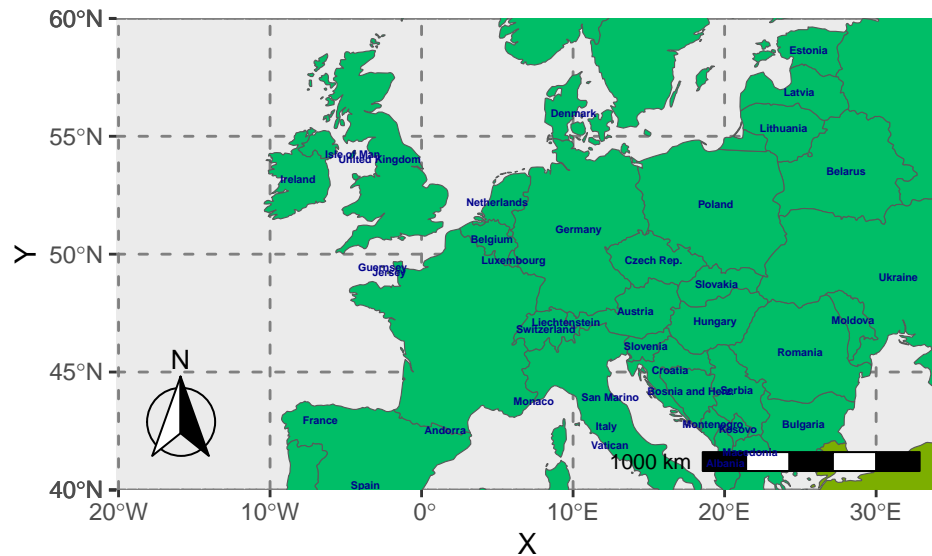 60°N
Estonia
Latvia
Denmark
Lithuania
55°N
Isle of Man
United Kingdom
Belarus
Ireland
Netherlands
Poland
Germany
Belgium
Y
50°N
Luxembourg
Czech Rep.
Guernsey
Jersey
Ukraine
Slovakia
Austria
Liechtenstein
Hungary
Moldova
Switzerland
Slovenia
Romania
N
45°N
Croatia
Bosnia and Herz.
Serbia
San Marino
Monaco
France
Montenegro
Bulgaria
Italy
Andorra
Kosovo
Vatican
Macedonia
1000 km
Albania
Spain
40°N
20°W
10°W
0°
10°E
20°E
30°E
X